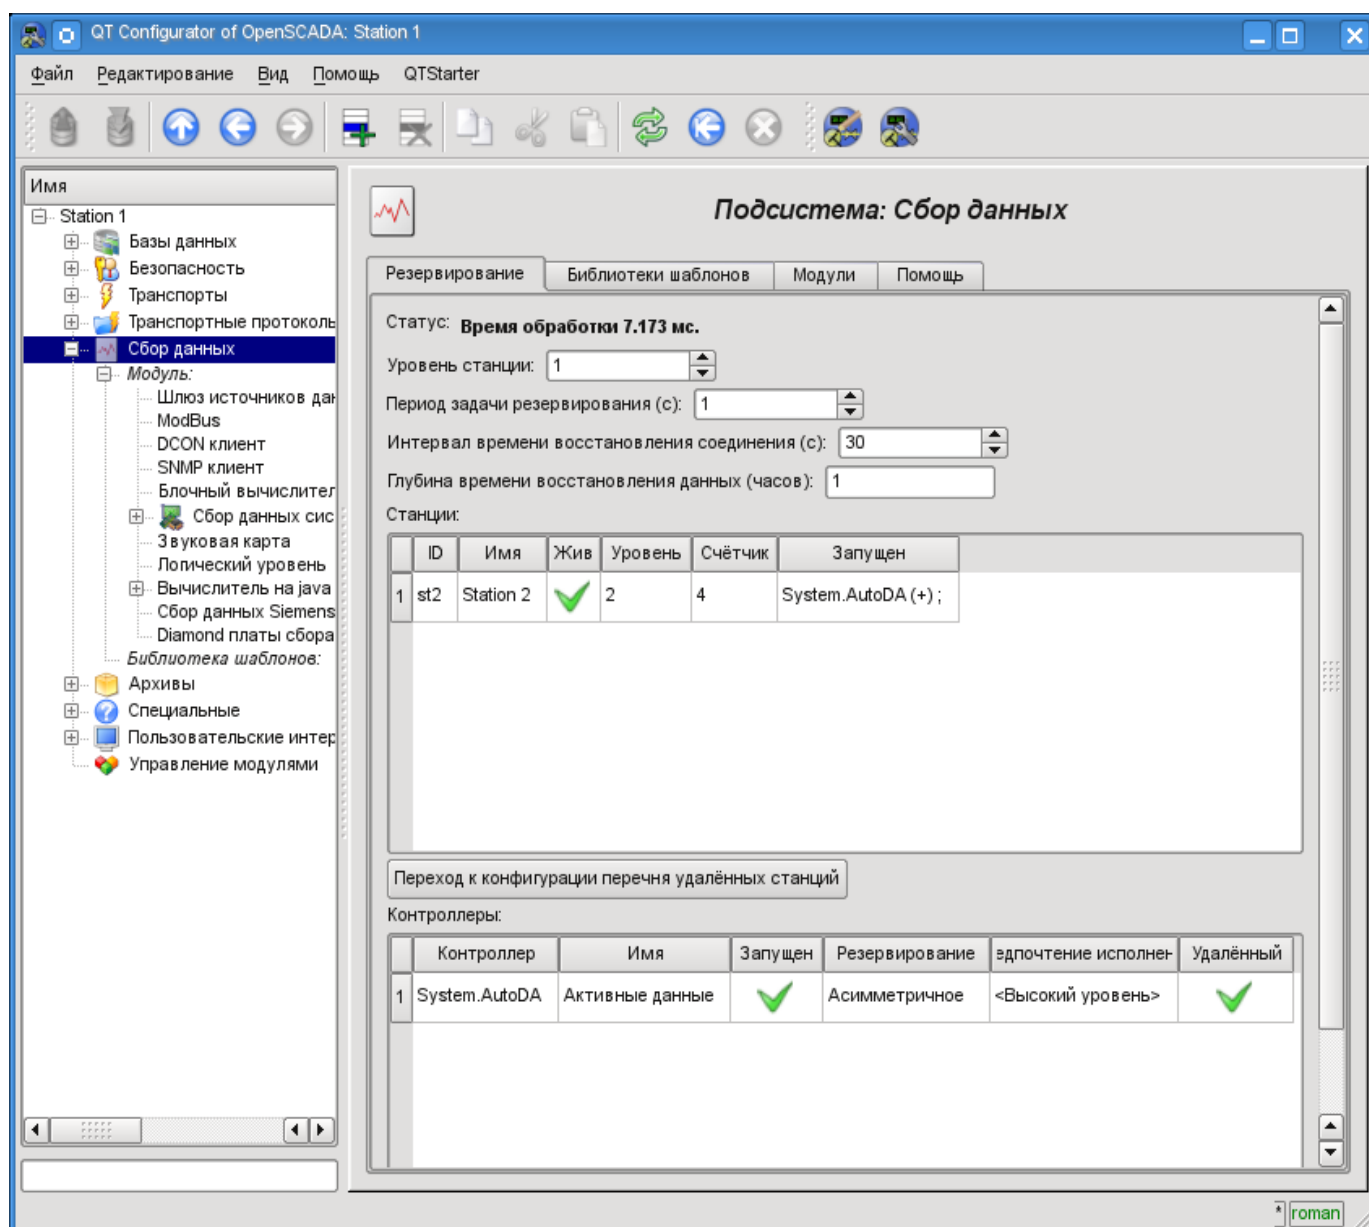 QT Configurator of OpenSCADA: Station 1
Файл Редактирование Вид Помощь QTStarter
Имя
Station 1
Базы данных
Безопасность
Транспорты
Транспортные протоколь
Сбор данных
Модуль:
Шлюз источников дан
ModBus
DCON клиент
SNMP клиент
Блочный вычислител
Сбор данных сис
Звуковая карта
Логический уровень
Вычислитель на java
Сбор данных Siemens
Diamond платы сбора
Библиотека шаблонов:
Архивы
Специальные
Пользовательские интер
Управление модулями
Подсистема: Сбор данных
Резервирование Библиотеки шаблонов Модули Помощь
Статус: Время обработки 7.173 мс.
Уровень станции: 1
Период задачи резервирования (с): 1
Интервал времени восстановления соединения (с): 30
Глубина времени восстановления данных (часов): 1
Станции:
ID Имя Жив Уровень Счётчик Запущен
1 st2 Station 2 2 4 System.AutoDA (+) ;
Переход к конфигурации перечня удалённых станций
Контроллеры:
Контроллер Имя Запущен Резервирование едпочтение исполнен Удалённый
1 System.AutoDA Активные данные Асимметричное <Высокий уровень>
* roman